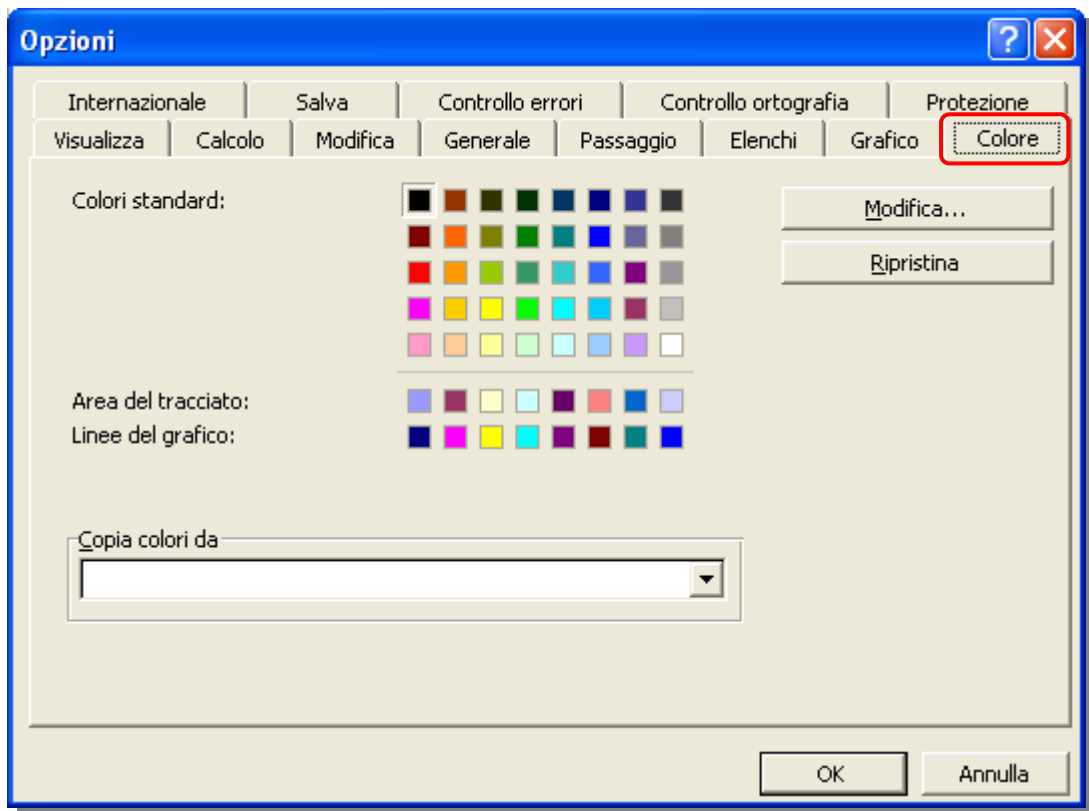 Opzioni
Internazionale Salva Controllo errori Controllo ortografia Protezione
Visualizza Calcolo Modifica Generale Passaggio Elenchi Grafico Colore
Colori standard:
Modifica...
Ripristina
Area del tracciato:
Linee del grafico:
Copia colori da
OK Annulla